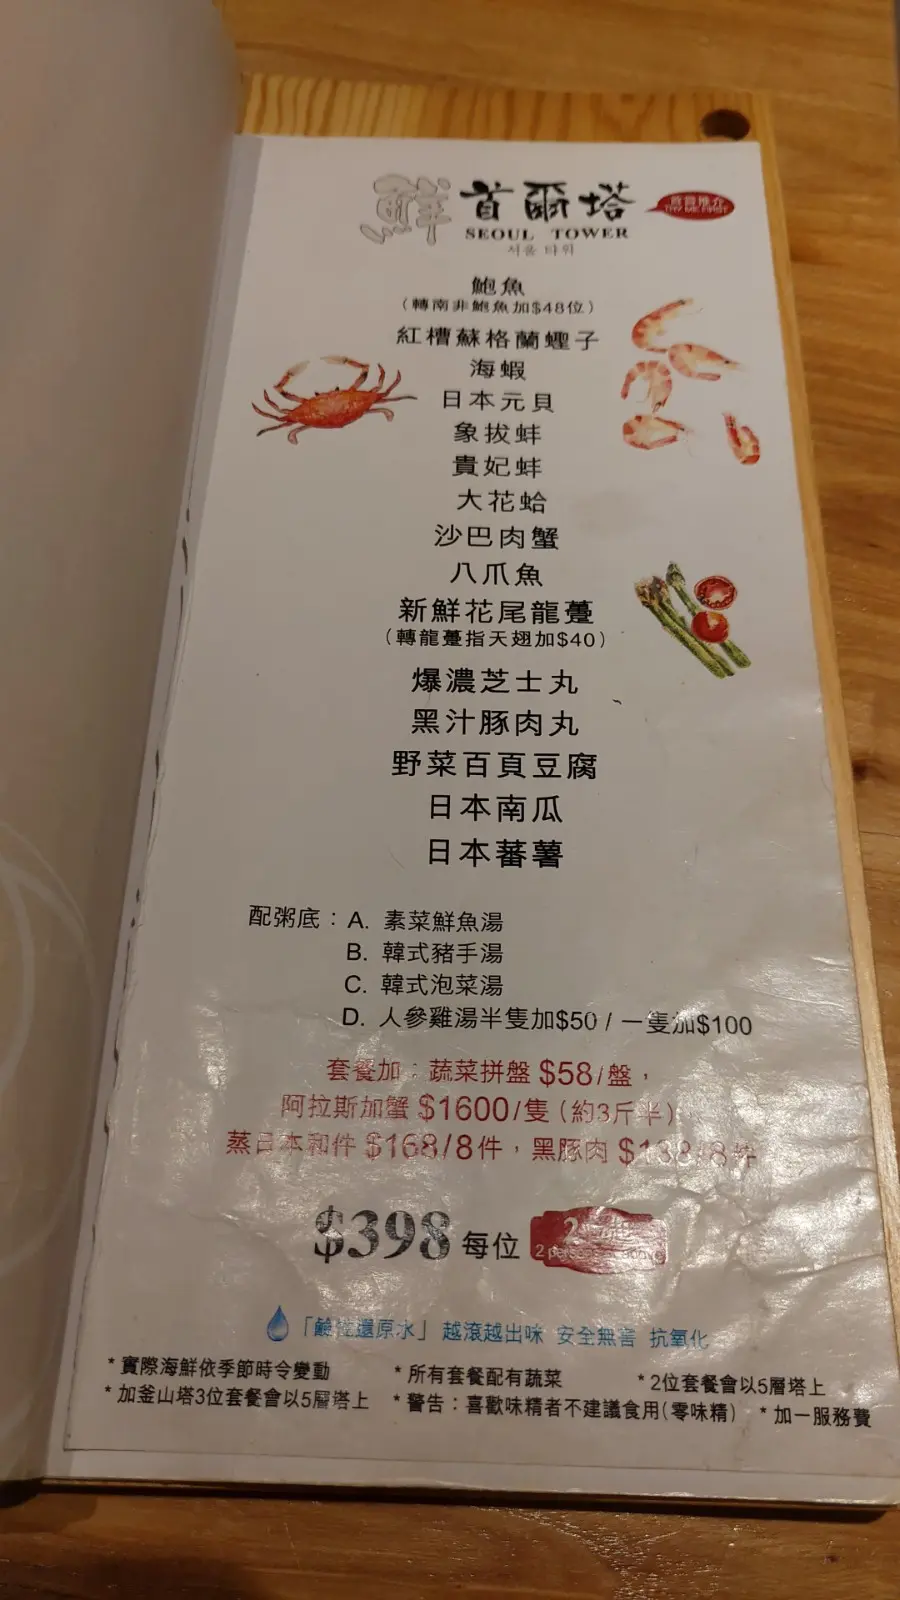 鮮 首爾塔
首首推介
TRY ME FIRST
SEOUL TOWER
서울 타워
鮑魚
（轉南非鮑魚加$48位）
紅槽蘇格蘭蟶子
海蝦
日本元貝
象拔蚌
貴妃蚌
大花蛤
沙巴肉蟹
八爪魚
新鮮花尾龍躉
（轉龍躉指天翅加$40）
爆濃芝士丸
黑汁豚肉丸
野菜百頁豆腐
日本南瓜
日本蕃薯
配粥底：A. 素菜鮮魚湯
B. 韓式豬手湯
C. 韓式泡菜湯
D. 人參雞湯半隻加$50 / 一隻加$100
套餐加：蔬菜拼盤 $58/盤，
阿拉斯加蟹 $1600/隻（約3斤半）
蒸日本和件 $168/8件，黑豚肉 /8件
$398 每位
「鹼性還原水」 越滾越出味 安全無害 抗氧化
*實際海鮮依季節時令變動 *所有套餐配有蔬菜 *2位套餐會以5層塔上
*加釜山塔3位套餐會以5層塔上 *警告：喜歡味精者不建議食用（零味精） *加一服務費